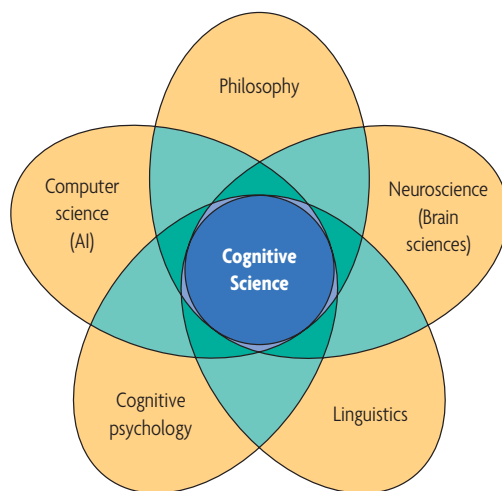 Philosophy
Computer
science
(AI)
Neuroscience
(Brain
sciences)
Cognitive
Science
Cognitive
psychology
Linguistics